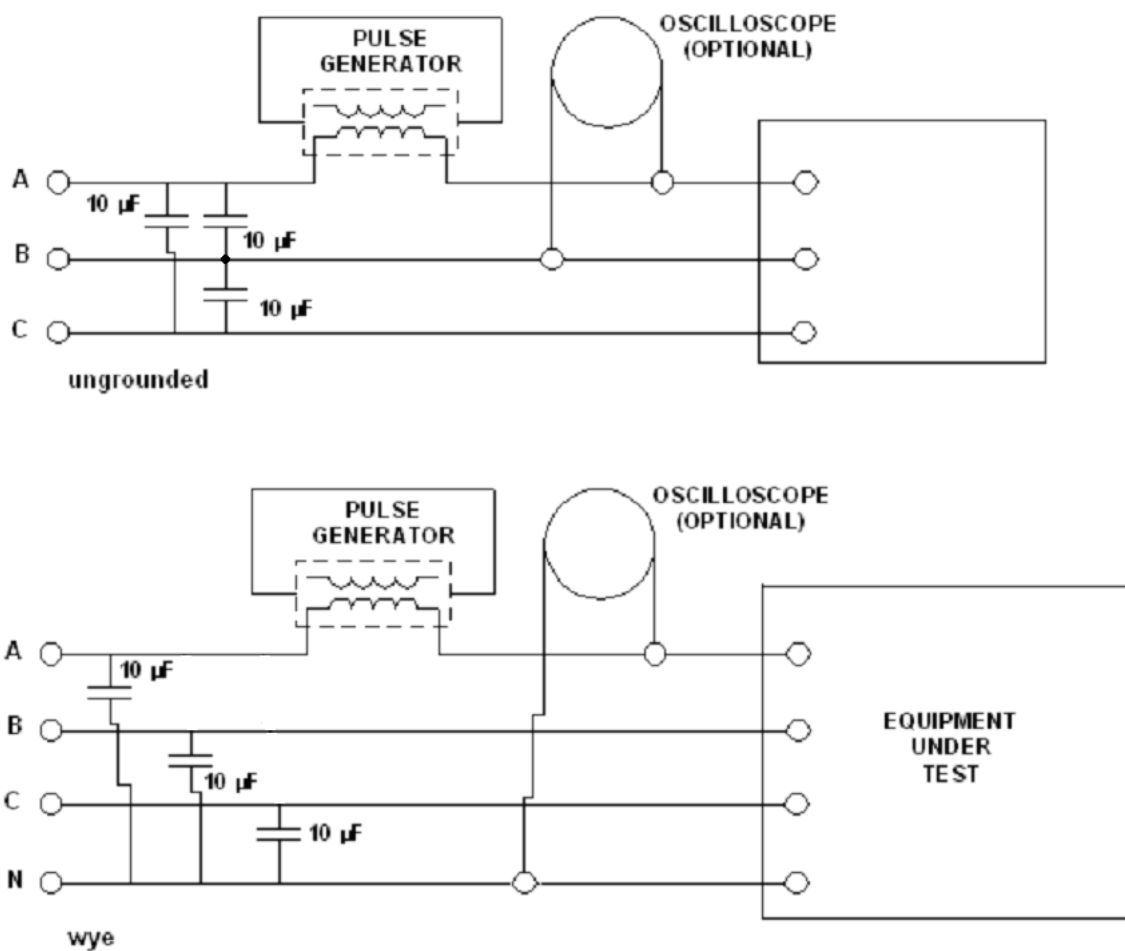 PULSE
GENERATOR
OSCILLOSCOPE
(OPTIONAL)
A
10 µF
10 µF
B
10 µF
C
ungrounded
PULSE
GENERATOR
OSCILLOSCOPE
(OPTIONAL)
A
10 µF
B
10 µF
C
10 µF
N
EQUIPMENT
UNDER
TEST
wye